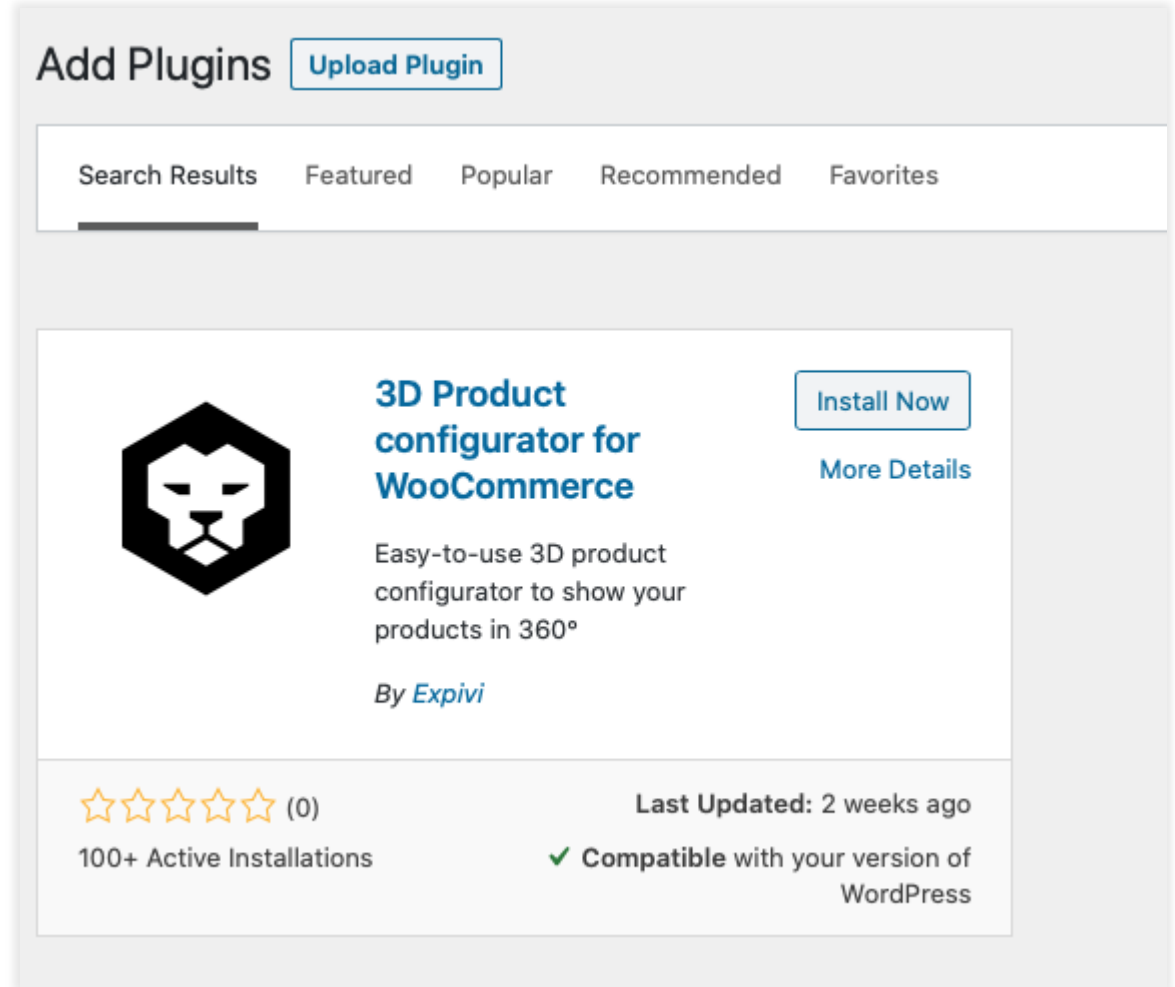 Add Plugins Upload Plugin
Search Results Featured Popular Recommended Favorites
3D Product
configurator for
WooCommerce
Install Now
More Details
Easy-to-use 3D product
configurator to show your
products in 360°
By Expivi
(0)
100+ Active Installations
Last Updated: 2 weeks ago
Compatible with your version of
WordPress